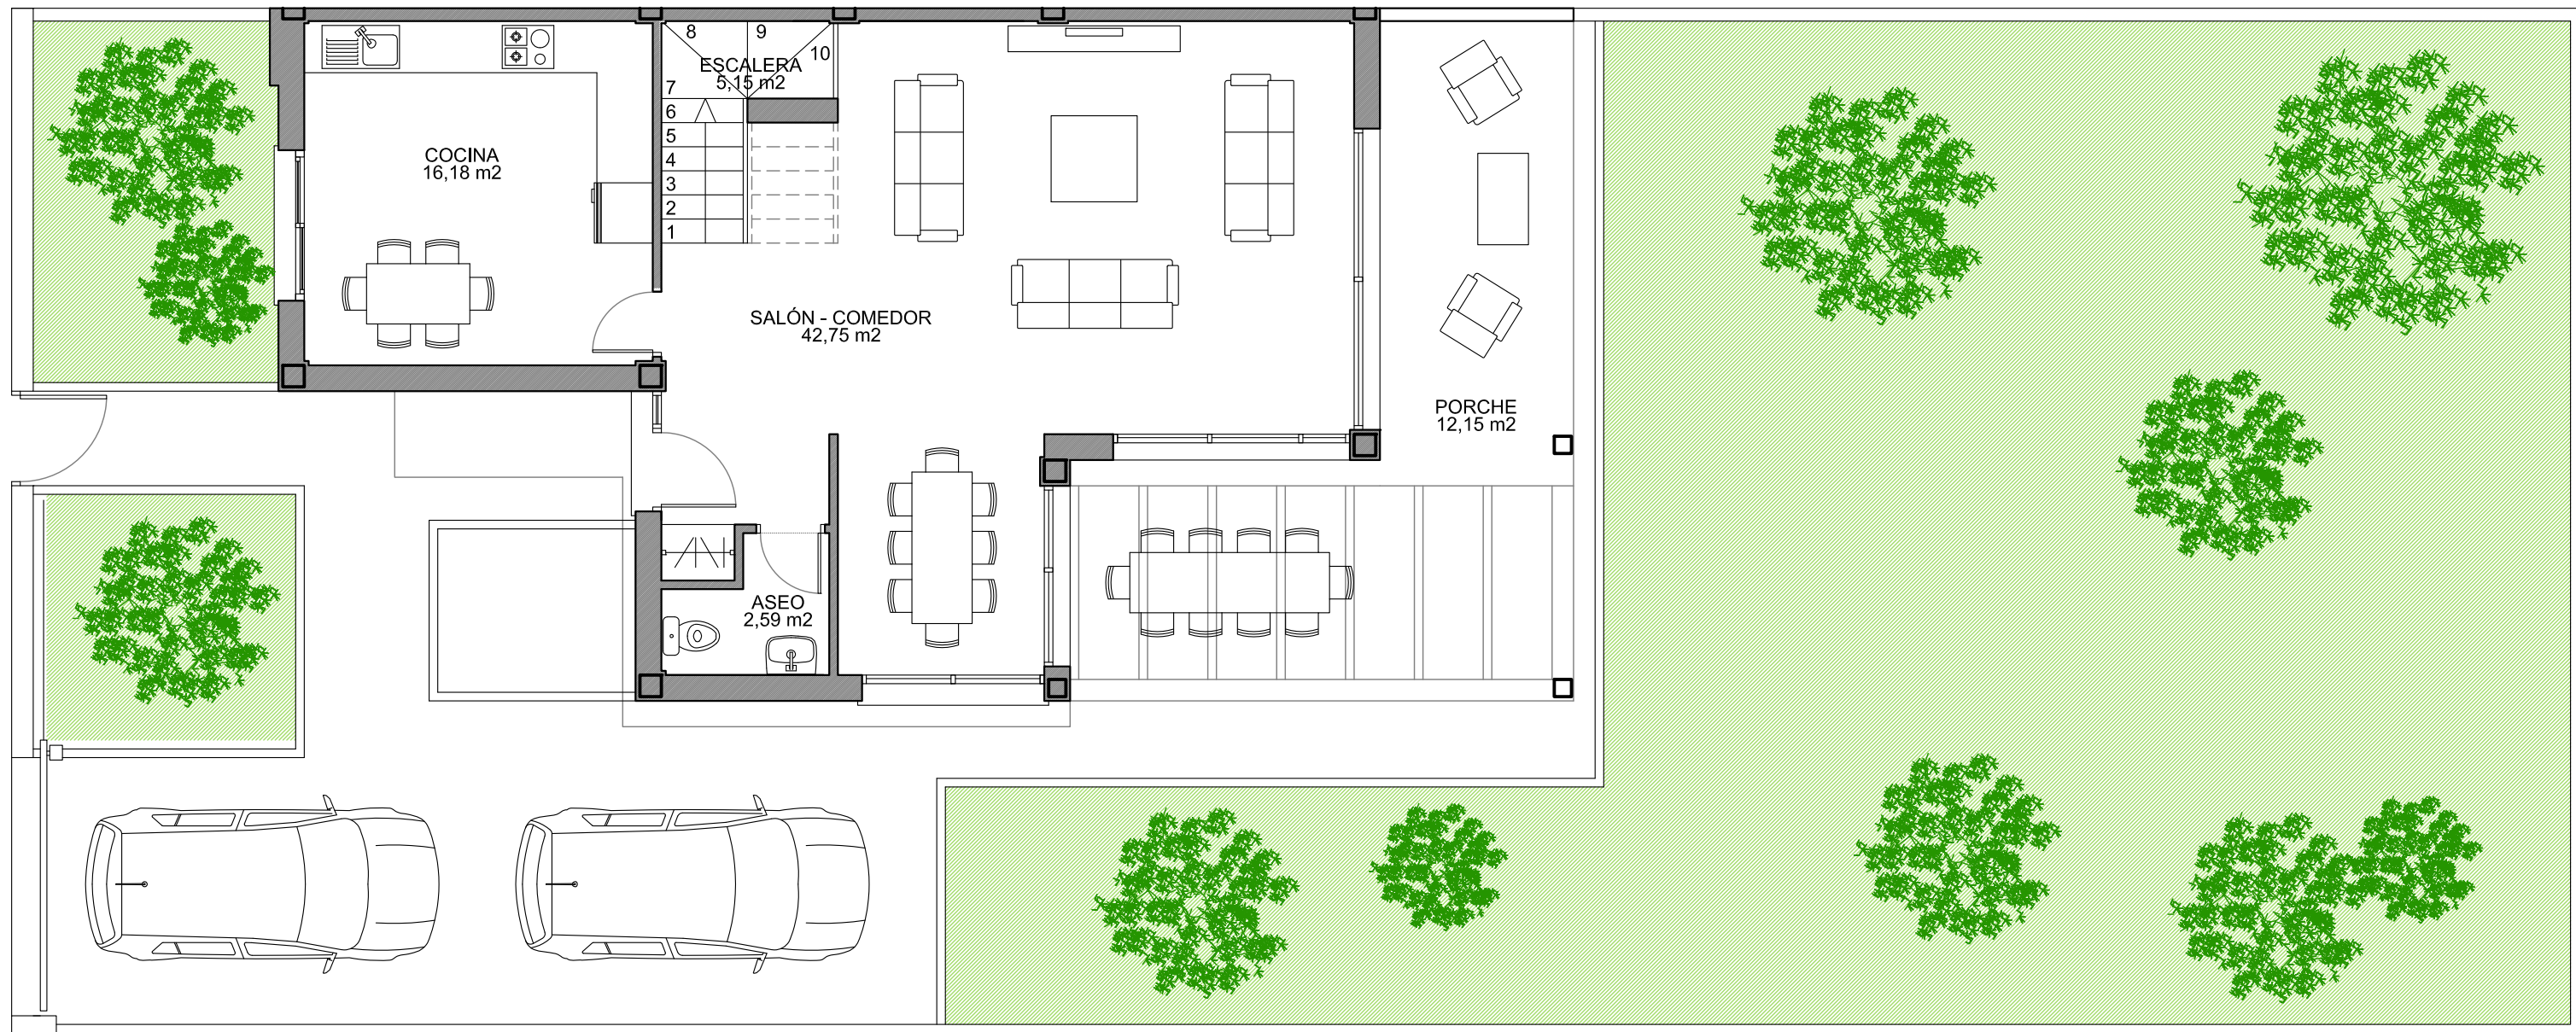 8
9
10
ESCALERA
5,15 m2
7
6
5
4
3
2
1
COCINA
16,18 m2
SALÓN - COMEDOR
42,75 m2
PORCHE
12,15 m2
ASEO
2,59 m2